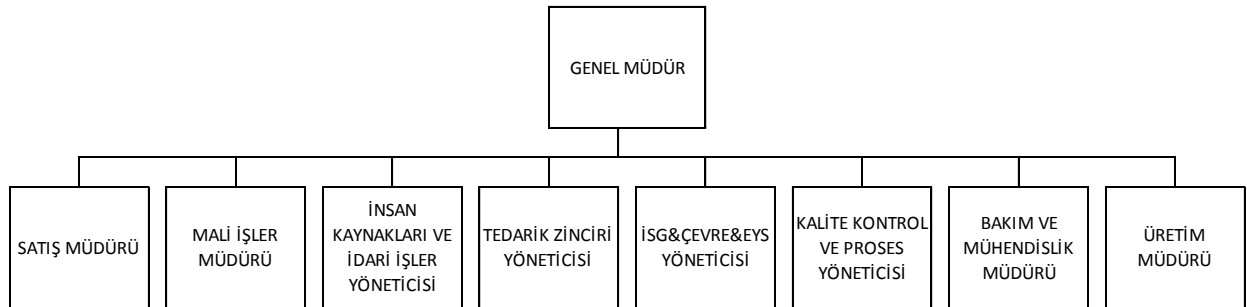 GENEL MÜDÜR
SATIŞ MÜDÜRÜ
MALİ İŞLER
MÜDÜRÜ
İNSAN
KAYNAKLARI VE
İDARİ İŞLER
YÖNETİCİSİ
TEDARİK ZİNCİRİ
YÖNETİCİSİ
İSG&ÇEVRE&EYS
YÖNETİCİSİ
KALİTE KONTROL
VE PROSES
YÖNETİCİSİ
BAKIM VE
MÜHENDİSLİK
MÜDÜRÜ
ÜRETİM
MÜDÜRÜ